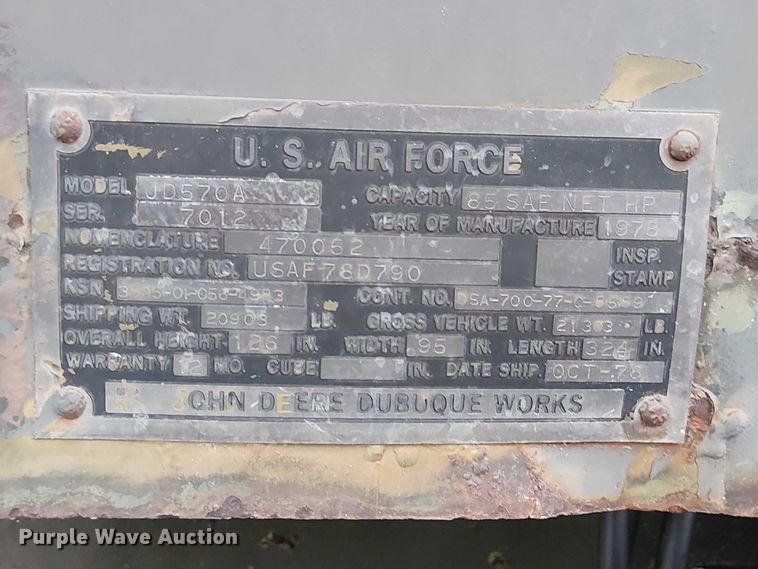 U. S. AIR FORCE
MODEL JD570A CAPACITY 85 SAE NET HP
SER. 7012 YEAR OF MANUFACTURE 1978
NOMENCLATURE 470052 INSP.
REGISTRATION NO. USAF78D790 STAMP
NSN CONT. NO.
SHIPPING WT. 20903 LB. GROSS VEHICLE WT. LB.
OVERALL HEIGHT 126 IN. WIDTH 95 IN. LENGTH 324 IN.
WARRANTY 12 MO. CUBE IN. DATE SHIP. OCT-78
JOHN DEERE DUBUQUE WORKS
Purple Wave Auction